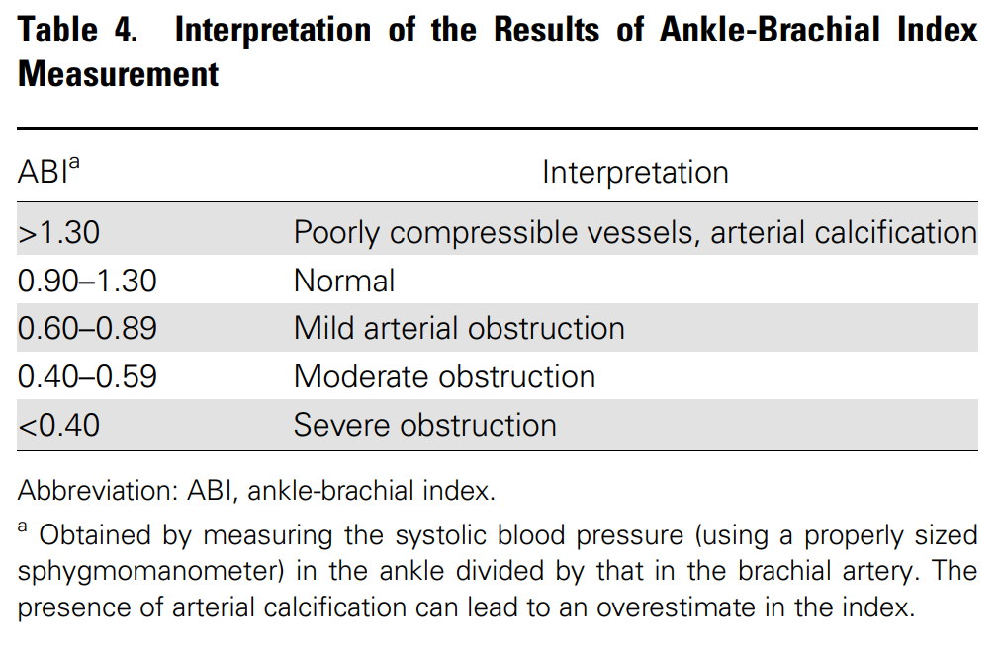 Table 4. Interpretation of the Results of Ankle-Brachial Index
Measurement
ABIa Interpretation
>1.30 Poorly compressible vessels, arterial calcification
0.90–1.30 Normal
0.60–0.89 Mild arterial obstruction
0.40–0.59 Moderate obstruction
<0.40 Severe obstruction
Abbreviation: ABI, ankle-brachial index.
a Obtained by measuring the systolic blood pressure (using a properly sized
sphygmomanometer) in the ankle divided by that in the brachial artery. The
presence of arterial calcification can lead to an overestimate in the index.